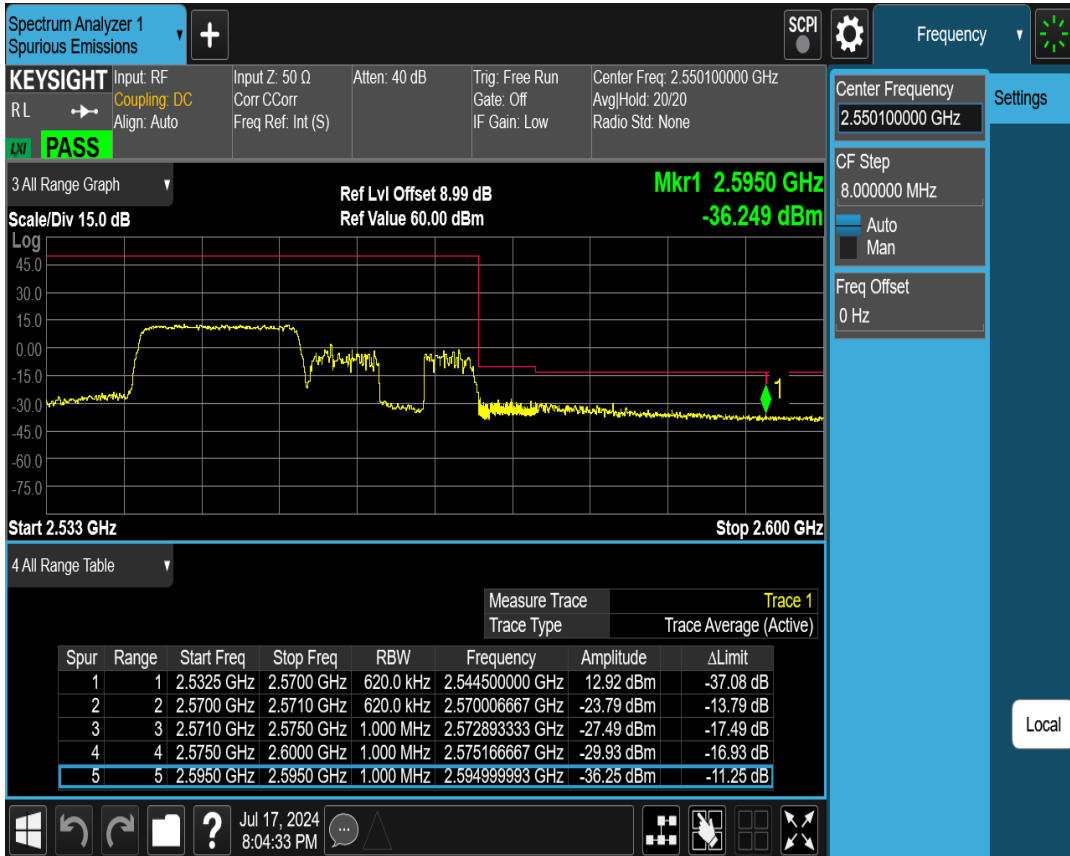 Spectrum Analyzer 1
Spurious Emissions
+
SCPI
Frequency
KEYSIGHT
RL
LXI PASS
Input: RF
Coupling: DC
Align: Auto
Input Z: 50 Ω
Corr CCorr
Freq Ref: Int (S)
Atten: 40 dB
Trig: Free Run
Gate: Off
IF Gain: Low
Center Freq: 2.550100000 GHz
Avg|Hold: 20/20
Radio Std: None
Center Frequency
2.550100000 GHz
Settings
CF Step
8.000000 MHz
Auto
Man
Freq Offset
0 Hz
3 All Range Graph
Ref Lvl Offset 8.99 dB
Mkr1 2.5950 GHz
Scale/Div 15.0 dB
Ref Value 60.00 dBm
-36.249 dBm
Log
45.0
30.0
15.0
0.00
-15.0
-30.0
-45.0
-60.0
-75.0
1
Start 2.533 GHz
Stop 2.600 GHz
4 All Range Table
Measure Trace Trace 1
Trace Type Trace Average (Active)
Spur Range Start Freq Stop Freq RBW Frequency Amplitude ΔLimit
1 1 2.5325 GHz 2.5700 GHz 620.0 kHz 2.544500000 GHz 12.92 dBm -37.08 dB
2 2 2.5700 GHz 2.5710 GHz 620.0 kHz 2.570006667 GHz -23.79 dBm -13.79 dB
3 3 2.5710 GHz 2.5750 GHz 1.000 MHz 2.572893333 GHz -27.49 dBm -17.49 dB
4 4 2.5750 GHz 2.6000 GHz 1.000 MHz 2.575166667 GHz -29.93 dBm -16.93 dB
5 5 2.5950 GHz 2.5950 GHz 1.000 MHz 2.594999993 GHz -36.25 dBm -11.25 dB
Local
?
Jul 17, 2024
8:04:33 PM